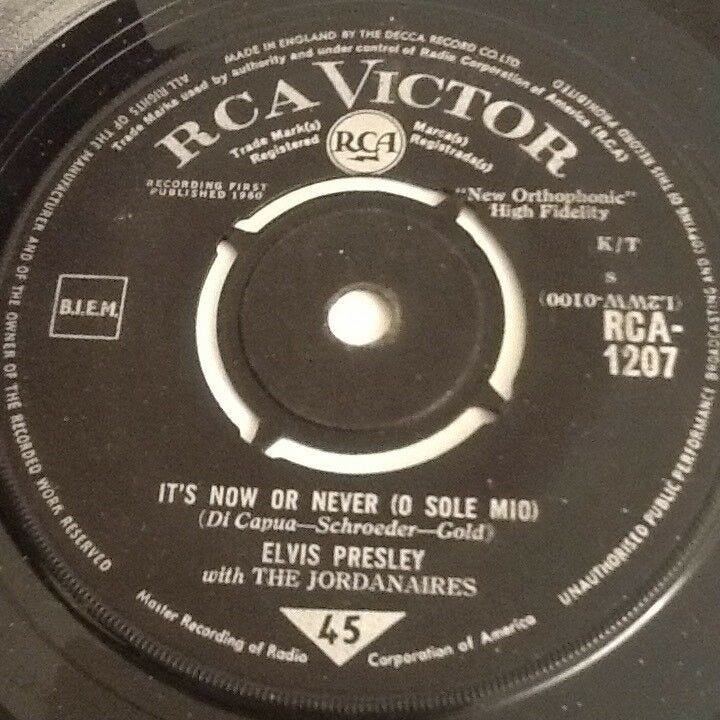 MADE IN ENGLAND BY THE DECCA RECORD CO. LTD.
Trade Marks used by authority and under control of Radio Corporation of America (R.C.A.)
RCA VICTOR
Trade Mark(s)
Registered
RCA
Marca(s)
Registrada(s)
RECORDING FIRST
PUBLISHED 1960
"New Orthophonic"
High Fidelity
K/T
s
(L2WW-0100)
B.I.E.M.
RCA-
1207
IT'S NOW OR NEVER (O SOLE MIO)
(Di Capua—Schroeder—Gold)
ELVIS PRESLEY
with THE JORDANAIRES
45
Master Recording of Radio Corporation of America
ALL RIGHTS OF THE MANUFACTURER AND OF THE OWNER OF THE RECORDED WORK RESERVED
UNAUTHORISED PUBLIC PERFORMANCE BROADCASTING AND COPYING OF THIS RECORD PROHIBITED